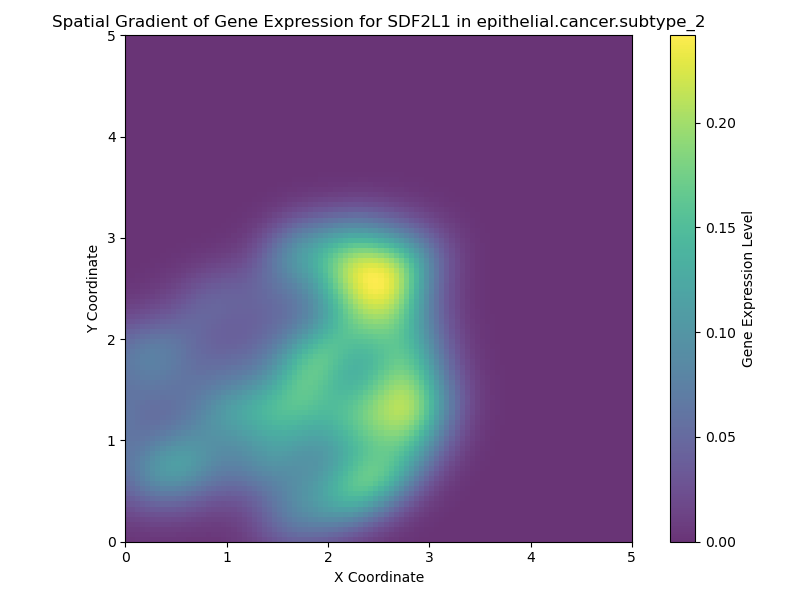 Spatial Gradient of Gene Expression for SDF2L1 in epithelial.cancer.subtype_2
5
4
3
2
1
0
Y Coordinate
0 1 2 3 4 5
X Coordinate
0.20
0.15
0.10
0.05
0.00
Gene Expression Level